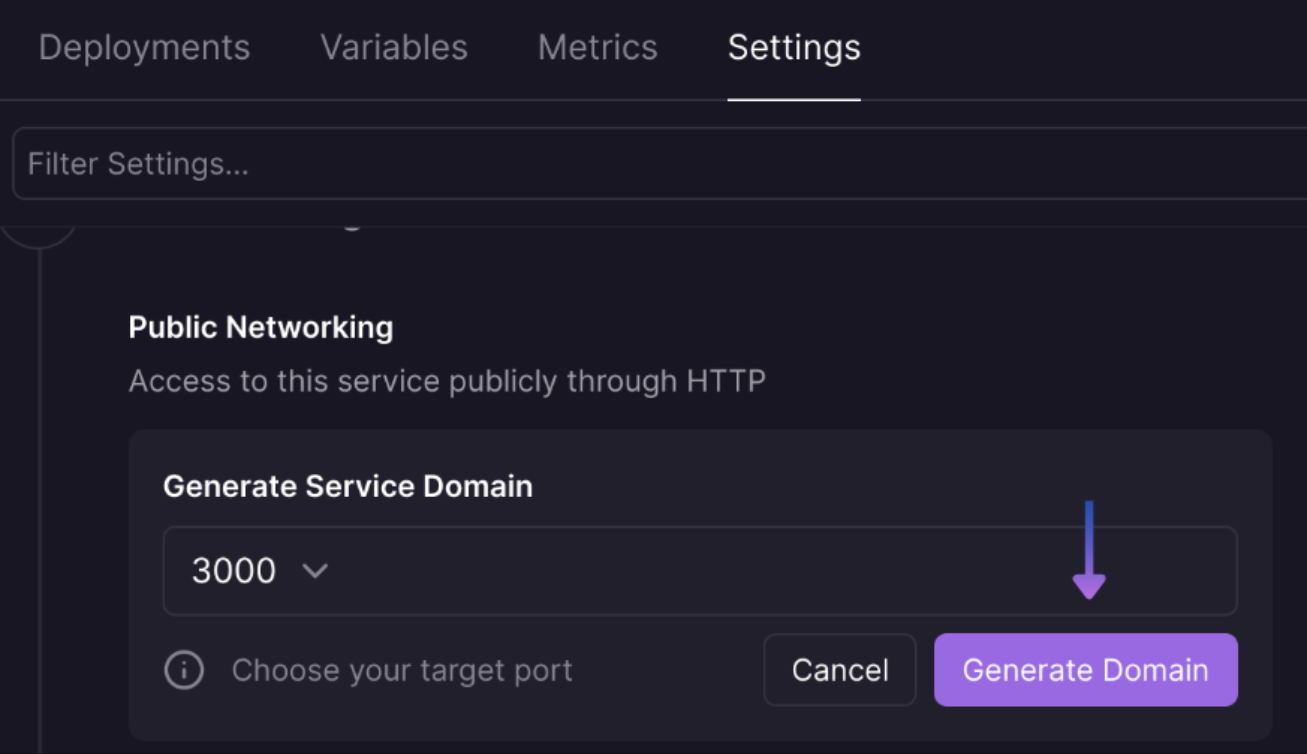 Deployments Variables Metrics Settings
Filter Settings...
Public Networking
Access to this service publicly through HTTP
Generate Service Domain
3000
Choose your target port
Cancel
Generate Domain